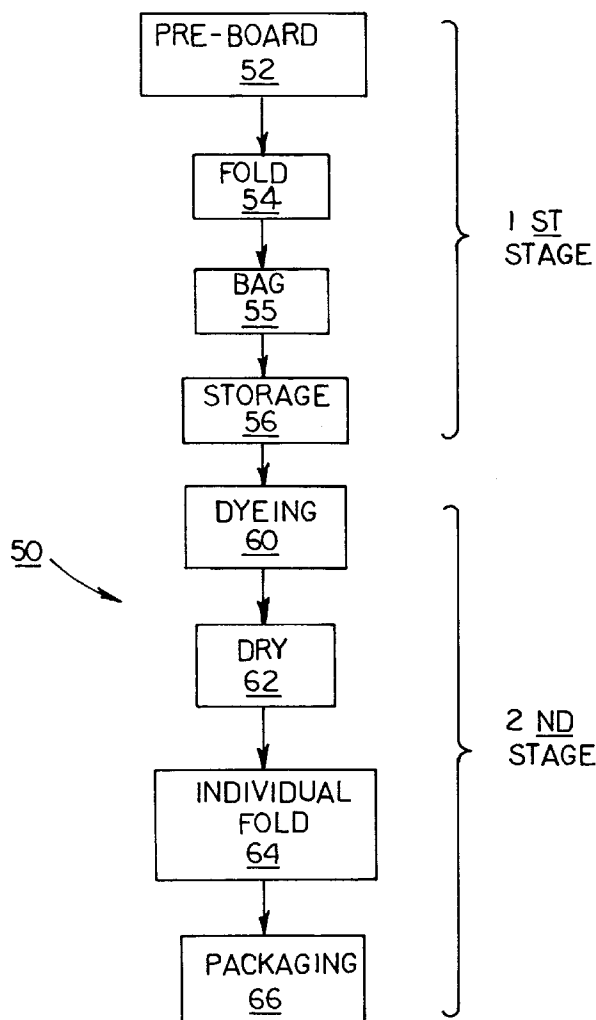 PRE-BOARD
52
FOLD
54
BAG
55
STORAGE
56
1 ST
STAGE
DYEING
60
50
DRY
62
2 ND
STAGE
INDIVIDUAL
FOLD
64
PACKAGING
66